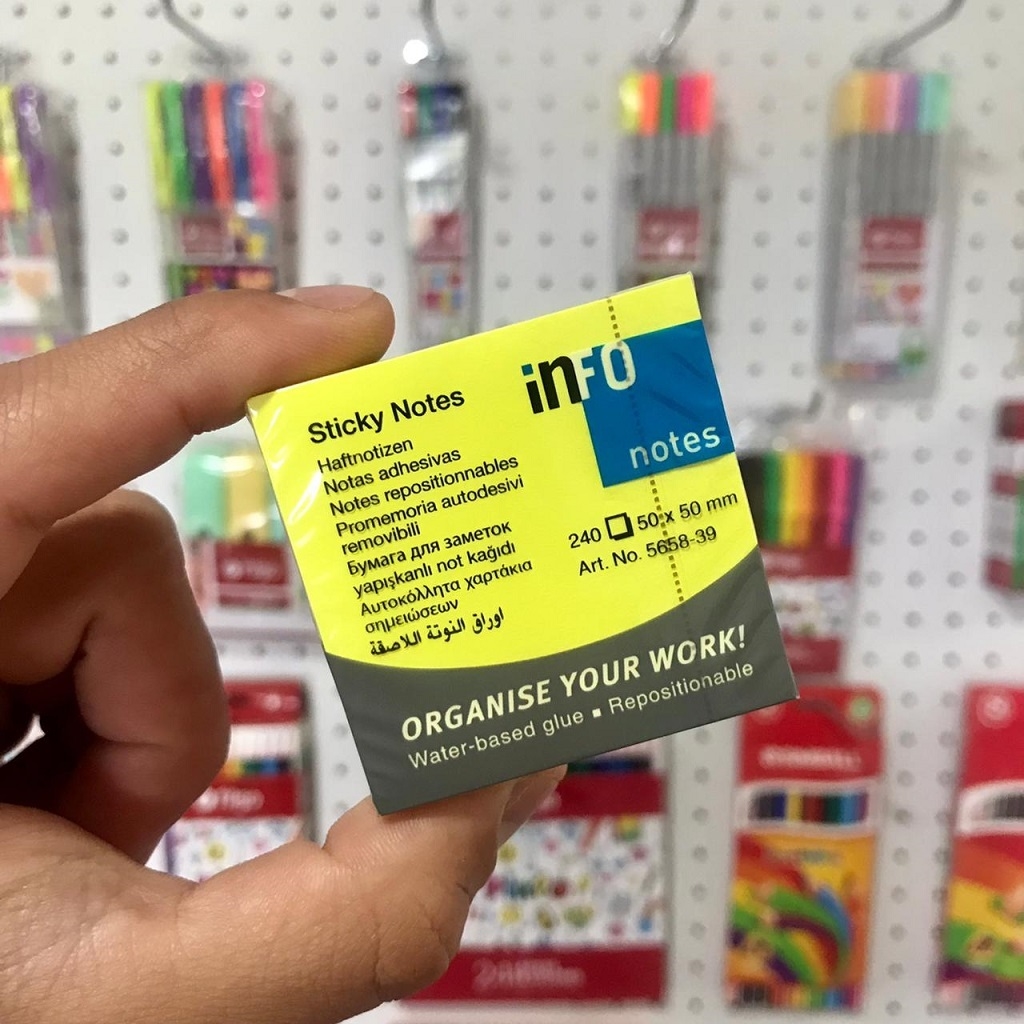 Sticky Notes
Haftnotizen
Notas adhesivas
Notes repositionnables
Promemoria autodesivi
removibili
Бумага для заметок
yapışkanlı not kağıdı
Αυτοκόλλητα χαρτάκια
σημειώσεων
اوراق النوتة اللاصقة
inFO
notes
240 50 x 50 mm
Art. No. 5658-39
ORGANISE YOUR WORK!
Water-based glue ▪ Repositionable